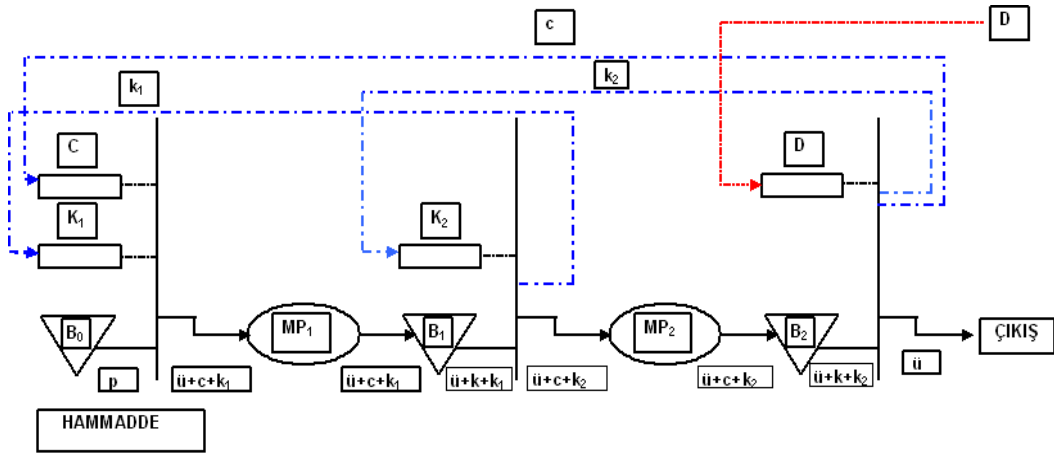 c
D
k₁
k₂
C
D
K₁
K₂
B₀
MP₁
B₁
MP₂
B₂
ÇIKIŞ
p
ü+c+k₁
ü+c+k₁
ü+k+k₁
ü+c+k₂
ü+c+k₂
ü+k+k₂
ü
HAMMADDE